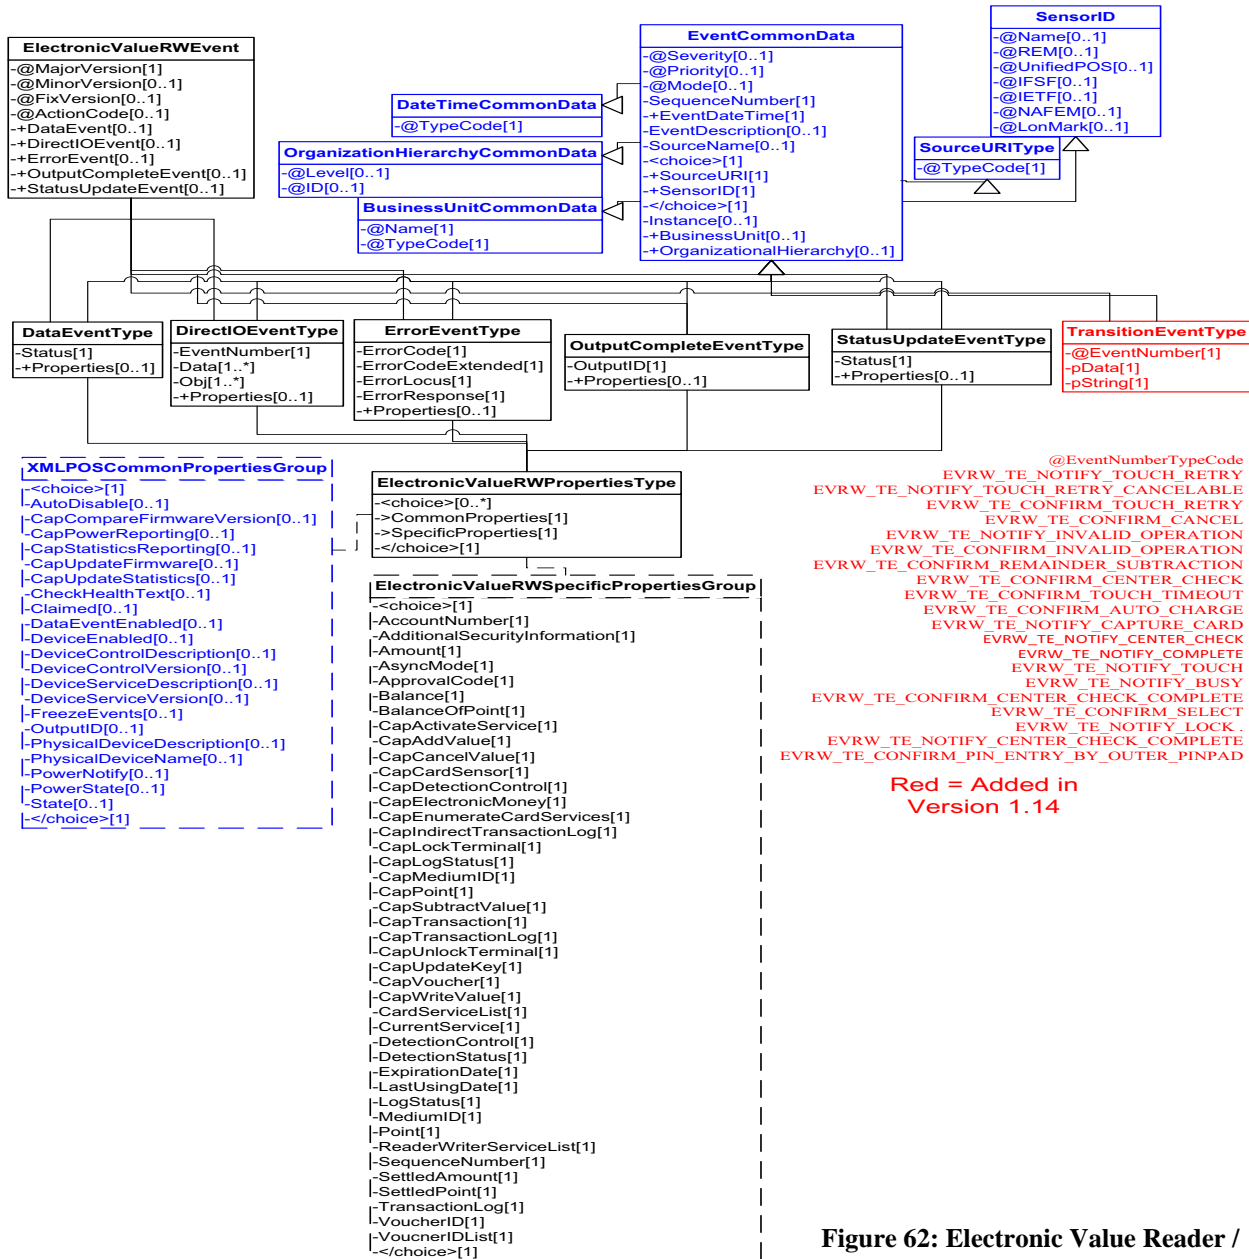 ElectronicValueRWEvent
-@MajorVersion[1]
-@MinorVersion[0..1]
-@FixVersion[0..1]
-@ActionCode[0..1]
-+DataEvent[0..1]
-+DirectIOEvent[0..1]
-+ErrorEvent[0..1]
-+OutputCompleteEvent[0..1]
-+StatusUpdateEvent[0..1]
DateTimeCommonData
-@TypeCode[1]
OrganizationHierarchyCommonData
-@Level[0..1]
-@ID[0..1]
BusinessUnitCommonData
-@Name[1]
-@TypeCode[1]
EventCommonData
-@Severity[0..1]
-@Priority[0..1]
-@Mode[0..1]
-SequenceNumber[1]
-+EventDateTime[1]
-EventDescription[0..1]
-SourceName[0..1]
-<choice>[1]
-+SourceURI[1]
-+SensorID[1]
-</choice>[1]
-Instance[0..1]
-+BusinessUnit[0..1]
-+OrganizationalHierarchy[0..1]
SensorID
-@Name[0..1]
-@REM[0..1]
-@UnifiedPOS[0..1]
-@IFSF[0..1]
-@IETF[0..1]
-@NAFEM[0..1]
-@LonMark[0..1]
SourceURIType
-@TypeCode[1]
DataEventType
-Status[1]
-+Properties[0..1]
DirectIOEventType
-EventNumber[1]
-Data[1..*]
-Obj[1..*]
-+Properties[0..1]
ErrorEventType
-ErrorCode[1]
-ErrorCodeExtended[1]
-ErrorLocus[1]
-ErrorResponse[1]
-+Properties[0..1]
OutputCompleteEventType
-OutputID[1]
-+Properties[0..1]
StatusUpdateEventType
-Status[1]
-+Properties[0..1]
TransitionEventType
-@EventNumber[1]
-pData[1]
-pString[1]
XMLPOSCommonPropertiesGroup
-<choice>[1]
-AutoDisable[0..1]
-CapCompareFirmwareVersion[0..1]
-CapPowerReporting[0..1]
-CapStatisticsReporting[0..1]
-CapUpdateFirmware[0..1]
-CapUpdateStatistics[0..1]
-CheckHealthText[0..1]
-Claimed[0..1]
-DataEventEnabled[0..1]
-DeviceEnabled[0..1]
-DeviceControlDescription[0..1]
-DeviceControlVersion[0..1]
-DeviceServiceDescription[0..1]
-DeviceServiceVersion[0..1]
-FreezeEvents[0..1]
-OutputID[0..1]
-PhysicalDeviceDescription[0..1]
-PhysicalDeviceName[0..1]
-PowerNotify[0..1]
-PowerState[0..1]
-State[0..1]
-</choice>[1]
ElectronicValueRWPropertiesType
-<choice>[0..*]
->CommonProperties[1]
->SpecificProperties[1]
-</choice>[1]
ElectronicValueRWSpecificPropertiesGroup
-<choice>[1]
-AccountNumber[1]
-AdditionalSecurityInformation[1]
-Amount[1]
-AsyncMode[1]
-ApprovalCode[1]
-Balance[1]
-BalanceOfPoint[1]
-CapActivateService[1]
-CapAddValue[1]
-CapCancelValue[1]
-CapCardSensor[1]
-CapDetectionControl[1]
-CapElectronicMoney[1]
-CapEnumerateCardServices[1]
-CapIndirectTransactionLog[1]
-CapLockTerminal[1]
-CapLogStatus[1]
-CapMediumID[1]
-CapPoint[1]
-CapSubtractValue[1]
-CapTransaction[1]
-CapTransactionLog[1]
-CapUnlockTerminal[1]
-CapUpdateKey[1]
-CapVoucher[1]
-CapWriteValue[1]
-CardServiceList[1]
-CurrentService[1]
-DetectionControl[1]
-DetectionStatus[1]
-ExpirationDate[1]
-LastUsingDate[1]
-LogStatus[1]
-MediumID[1]
-Point[1]
-ReaderWriterServiceList[1]
-SequenceNumber[1]
-SettledAmount[1]
-SettledPoint[1]
-TransactionLog[1]
-VoucherID[1]
-VoucnerIDList[1]
-</choice>[1]
@EventNumberTypeCode
EVRW_TE_NOTIFY_TOUCH_RETRY
EVRW_TE_NOTIFY_TOUCH_RETRY_CANCELABLE
EVRW_TE_CONFIRM_TOUCH_RETRY
EVRW_TE_CONFIRM_CANCEL
EVRW_TE_NOTIFY_INVALID_OPERATION
EVRW_TE_CONFIRM_INVALID_OPERATION
EVRW_TE_CONFIRM_REMAINDER_SUBTRACTION
EVRW_TE_CONFIRM_CENTER_CHECK
EVRW_TE_CONFIRM_TOUCH_TIMEOUT
EVRW_TE_CONFIRM_AUTO_CHARGE
EVRW_TE_NOTIFY_CAPTURE_CARD
EVRW_TE_NOTIFY_CENTER_CHECK
EVRW_TE_NOTIFY_COMPLETE
EVRW_TE_NOTIFY_TOUCH
EVRW_TE_NOTIFY_BUSY
EVRW_TE_CONFIRM_CENTER_CHECK_COMPLETE
EVRW_TE_CONFIRM_SELECT
EVRW_TE_NOTIFY_LOCK .
EVRW_TE_NOTIFY_CENTER_CHECK_COMPLETE
EVRW_TE_CONFIRM_PIN_ENTRY_BY_OUTER_PINPAD
Red = Added in
Version 1.14
Figure 62: Electronic Value Reader /